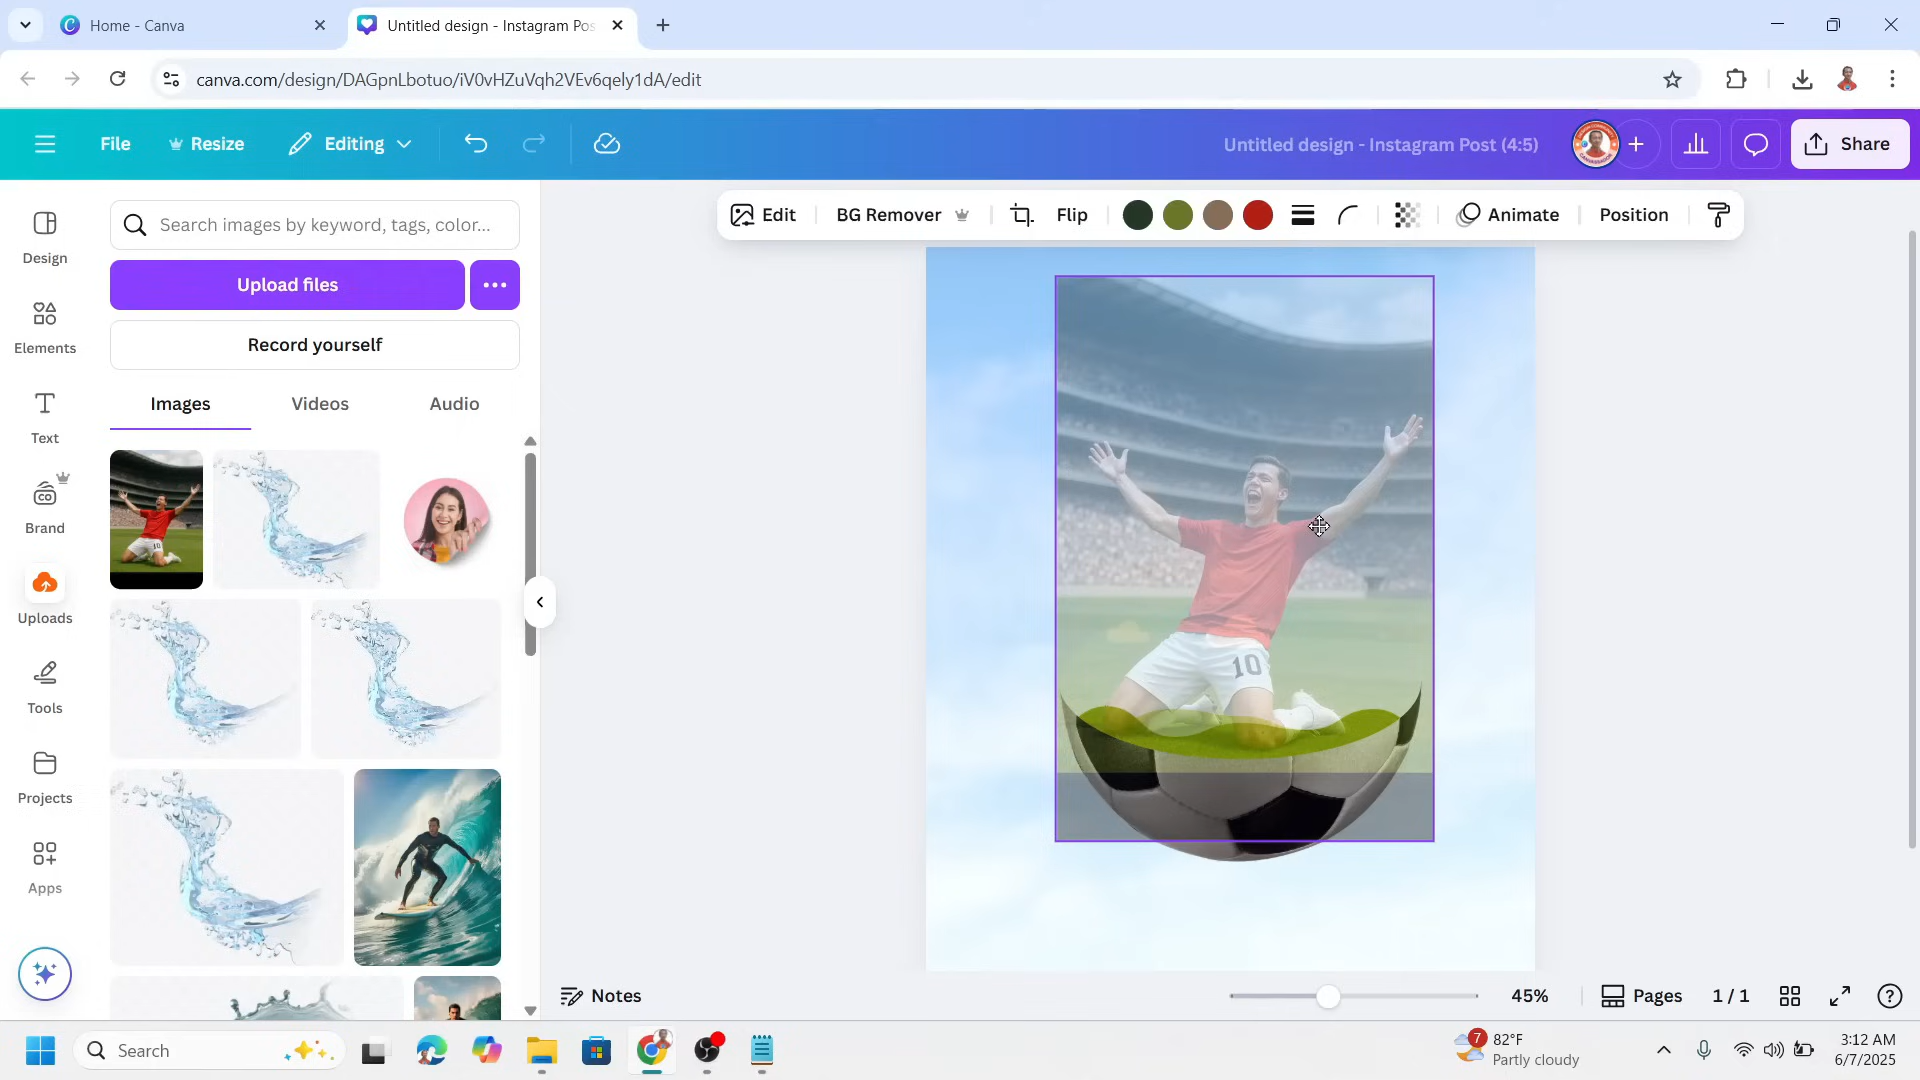 Home - Canva
Untitled design - Instagram Pos
canva.com/design/DAGpnLbotuo/iV0vHZuVqh2VEv6qely1dA/edit
File
Resize
Editing
Untitled design - Instagram Post (4:5)
Share
Design
Elements
Text
Brand
Uploads
Tools
Projects
Apps
Search images by keyword, tags, color...
Upload files
Record yourself
Images
Videos
Audio
Edit
BG Remover
Flip
Animate
Position
10
Notes
45%
Pages
1 / 1
Search
7
82°F
Partly cloudy
3:12 AM
6/7/2025